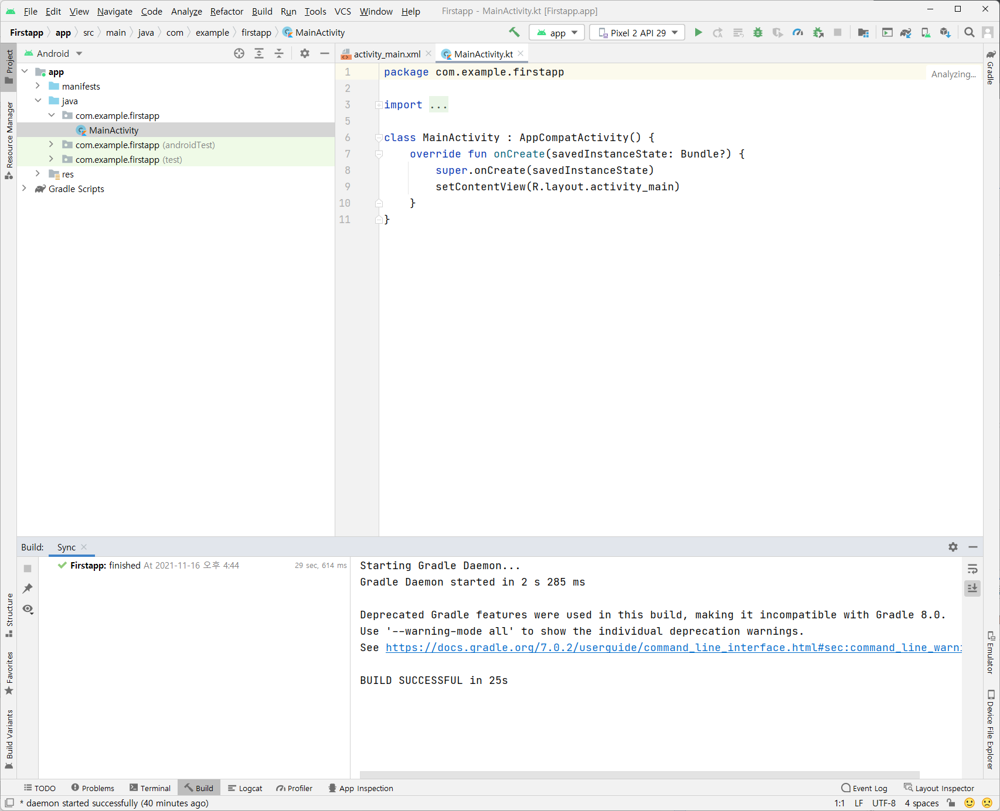 File Edit View Navigate Code Analyze Refactor Build Run Tools VCS Window Help Firstapp - MainActivity.kt [Firstapp.app]
Firstapp app src main java com example firstapp MainActivity app Pixel 2 API 29
Project
Resource Manager
Structure
Favorites
Build Variants
Android
app
manifests
java
com.example.firstapp
MainActivity
com.example.firstapp (androidTest)
com.example.firstapp (test)
res
Gradle Scripts
activity_main.xml MainActivity.kt
Analyzing...
1 package com.example.firstapp
2
3 import ...
5
6 class MainActivity : AppCompatActivity() {
7 override fun onCreate(savedInstanceState: Bundle?) {
8 super.onCreate(savedInstanceState)
9 setContentView(R.layout.activity_main)
10 }
11 }
Gradle
Emulator
Device File Explorer
Build: Sync
Firstapp: finished At 2021-11-16 오후 4:44 29 sec, 614 ms
Starting Gradle Daemon...
Gradle Daemon started in 2 s 285 ms
Deprecated Gradle features were used in this build, making it incompatible with Gradle 8.0.
Use '--warning-mode all' to show the individual deprecation warnings.
See https://docs.gradle.org/7.0.2/userguide/command_line_interface.html#sec:command_line_warni
BUILD SUCCESSFUL in 25s
TODO Problems Terminal Build Logcat Profiler App Inspection Event Log Layout Inspector
* daemon started successfully (40 minutes ago) 1:1 LF UTF-8 4 spaces